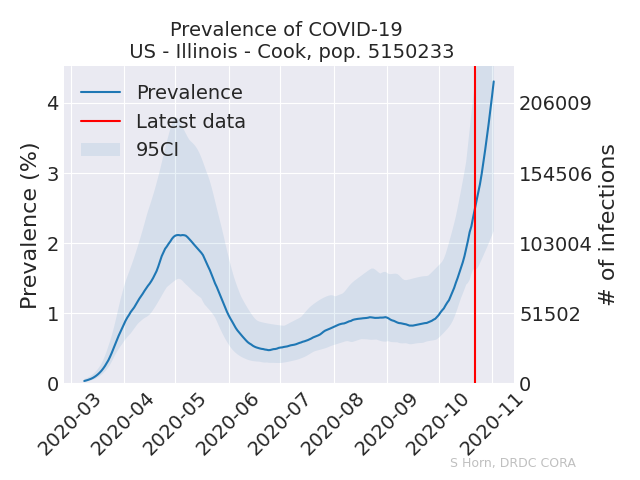 Prevalence of COVID-19
US - Illinois - Cook, pop. 5150233
Prevalence
Latest data
95CI
Prevalence (%)
4
3
2
1
0
206009
154506
103004
51502
0
# of infections
2020-03
2020-04
2020-05
2020-06
2020-07
2020-08
2020-09
2020-10
2020-11
S Horn, DRDC CORA